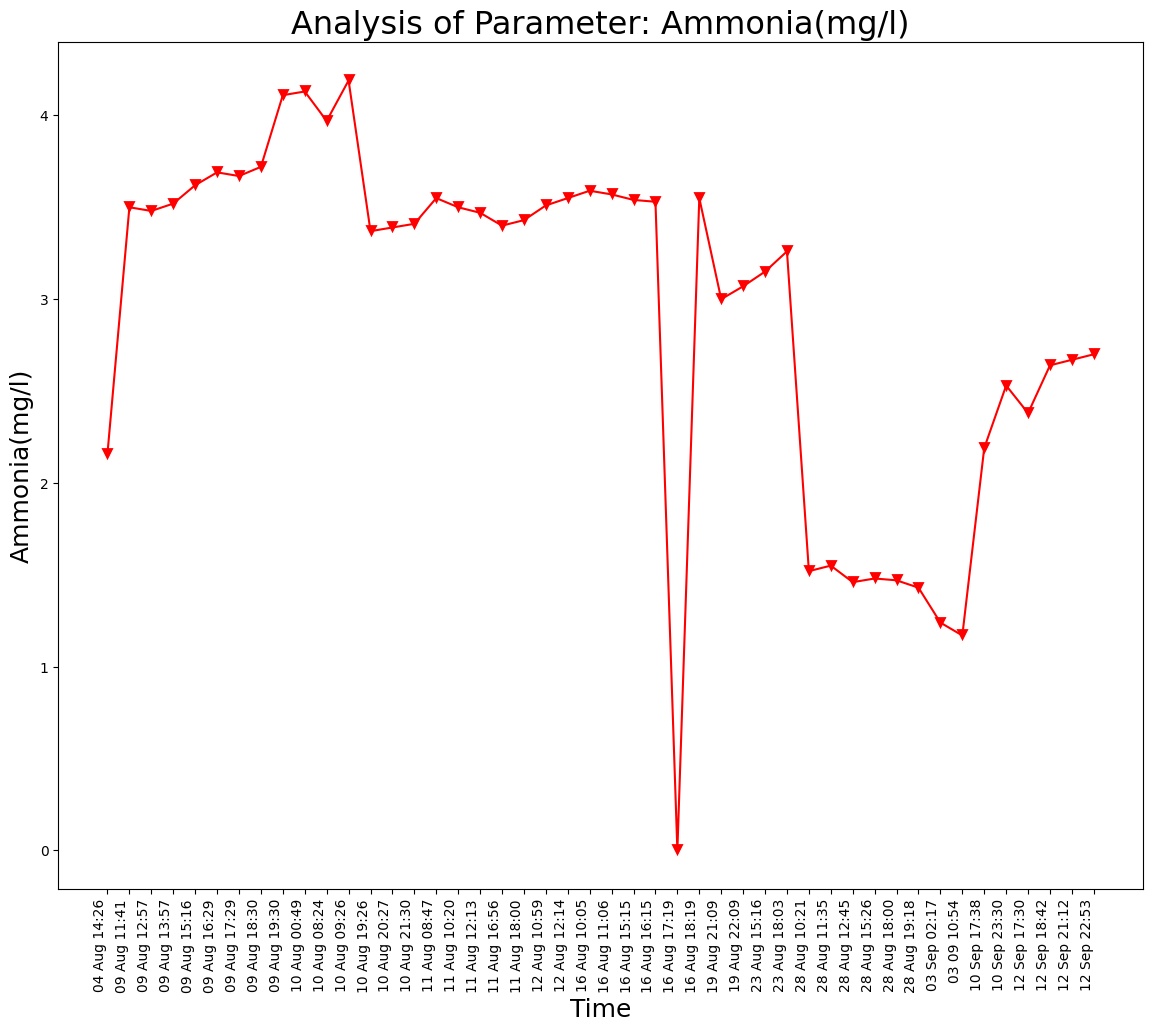 Analysis of Parameter: Ammonia(mg/l)
Ammonia(mg/l)
4
3
2
1
0
04 Aug 14:26
09 Aug 11:41
09 Aug 12:57
09 Aug 13:57
09 Aug 15:16
09 Aug 16:29
09 Aug 17:29
09 Aug 18:30
09 Aug 19:30
10 Aug 00:49
10 Aug 08:24
10 Aug 09:26
10 Aug 19:26
10 Aug 20:27
10 Aug 21:30
11 Aug 08:47
11 Aug 10:20
11 Aug 12:13
11 Aug 16:56
11 Aug 18:00
12 Aug 10:59
12 Aug 12:14
16 Aug 10:05
16 Aug 11:06
16 Aug 15:15
16 Aug 16:15
16 Aug 17:19
16 Aug 18:19
19 Aug 21:09
19 Aug 22:09
23 Aug 15:16
23 Aug 18:03
28 Aug 10:21
28 Aug 11:35
28 Aug 12:45
28 Aug 15:26
28 Aug 18:00
28 Aug 19:18
03 Sep 02:17
03 09 10:54
10 Sep 17:38
10 Sep 23:30
12 Sep 17:30
12 Sep 18:42
12 Sep 21:12
12 Sep 22:53
Time